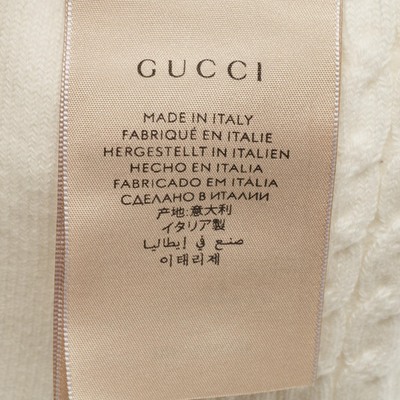 GUCCI
MADE IN ITALY
FABRIQUÉ EN ITALIE
HERGESTELLT IN ITALIEN
HECHO EN ITALIA
FABRICADO EM ITALIA
СДЕЛАНО В ИТАЛИИ
产地:意大利
イタリア製
صنع في إيطاليا
이태리제